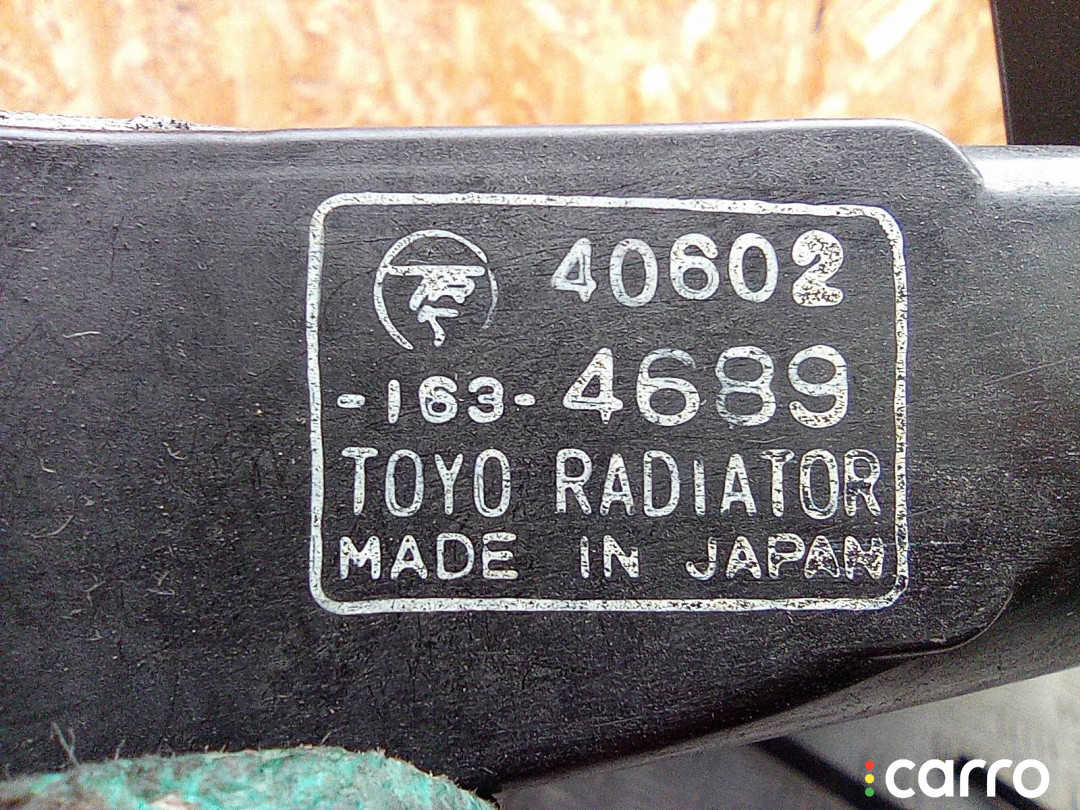 40602
-163-4689
TOYO RADIATOR
MADE IN JAPAN
carro